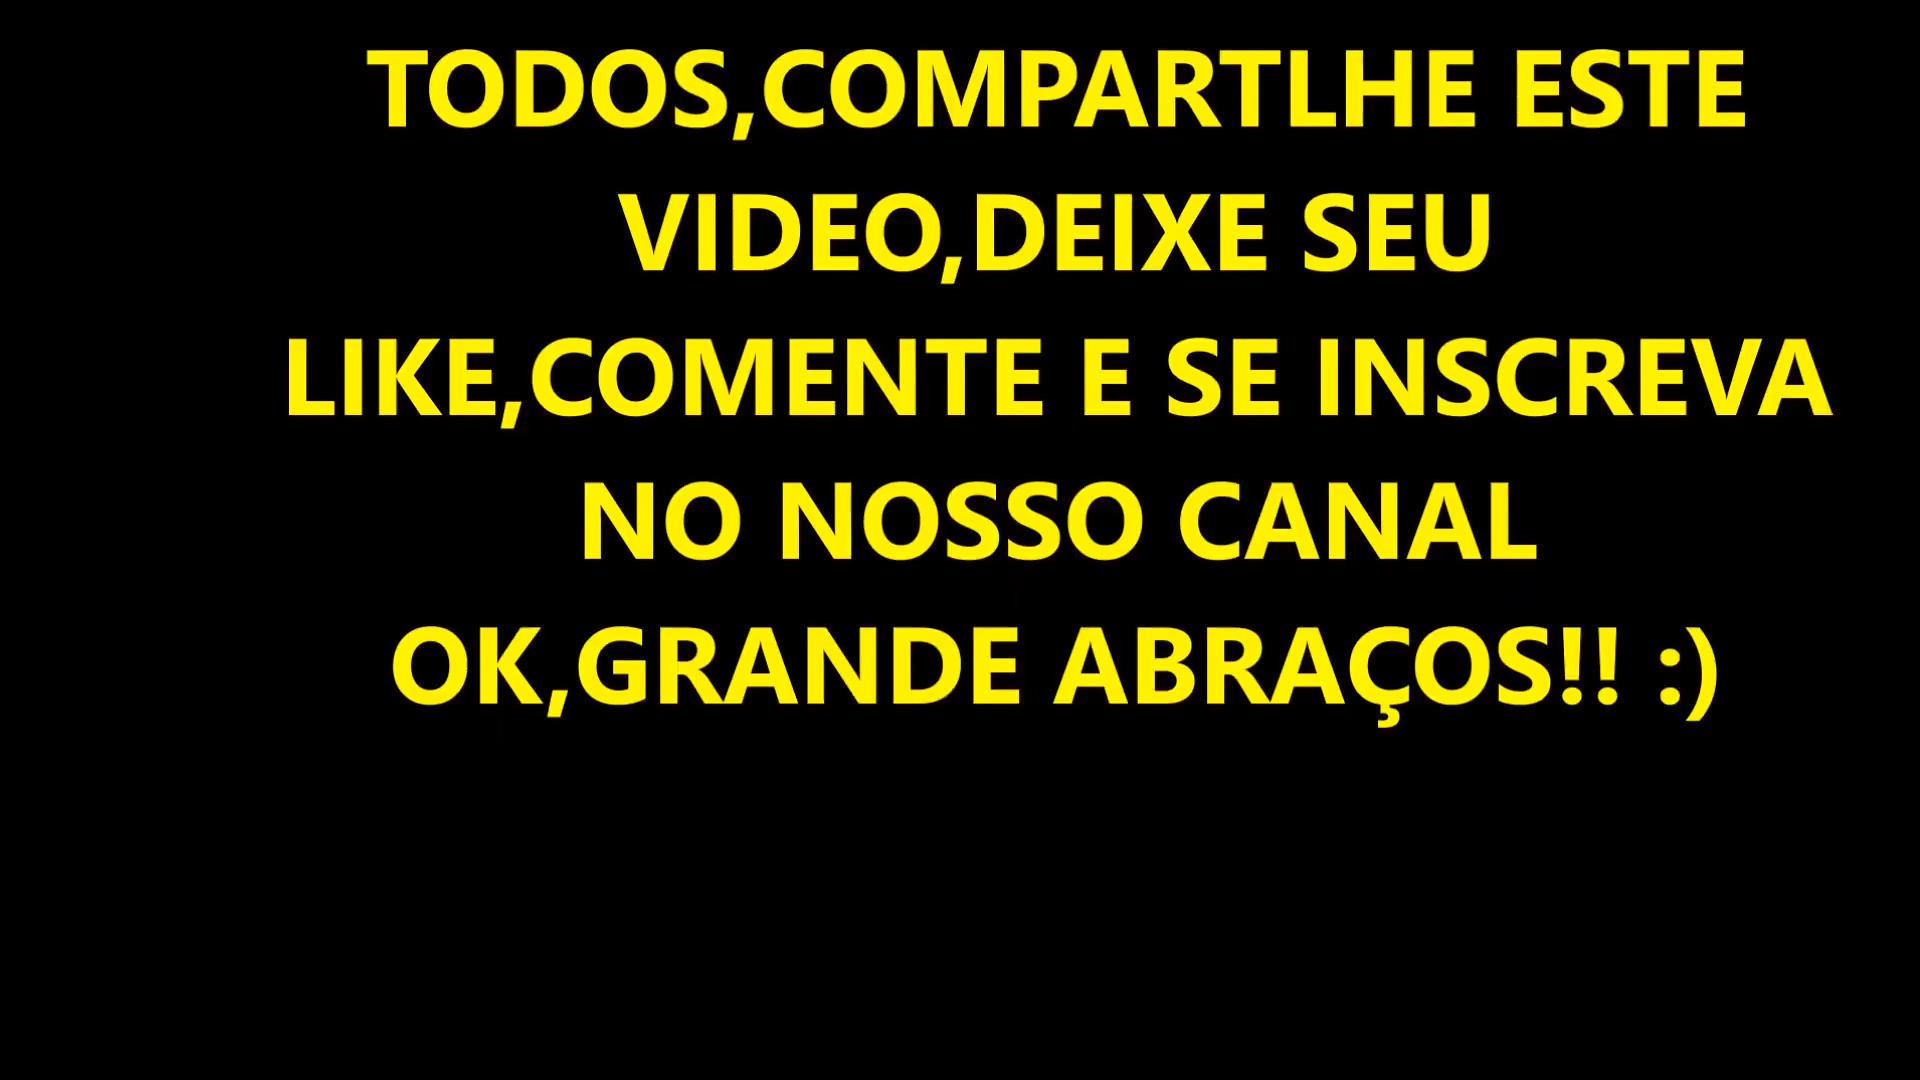 TODOS,COMPARTLHE ESTE
VIDEO,DEIXE SEU
LIKE,COMENTE E SE INSCREVA
NO NOSSO CANAL
OK,GRANDE ABRAÇOS!! :)